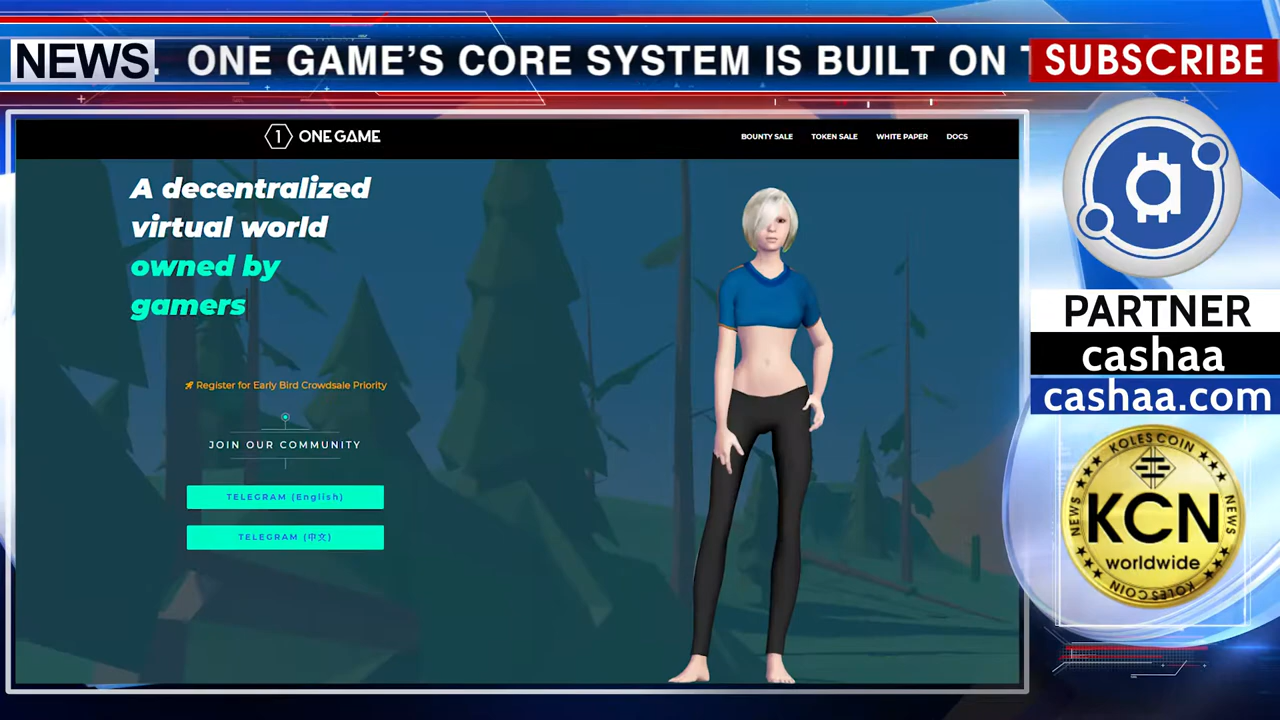 NEWS
. ONE GAME’S CORE SYSTEM IS BUILT ON
SUBSCRIBE
1 ONE GAME
BOUNTY SALE TOKEN SALE WHITE PAPER DOCS
A decentralized
virtual world
owned by
gamers
Register for Early Bird Crowdsale Priority
JOIN OUR COMMUNITY
TELEGRAM (English)
TELEGRAM (中文)
PARTNER
cashaa
cashaa.com
KOLES COIN
NEWS
KCN
NEWS
worldwide
KOLES COIN